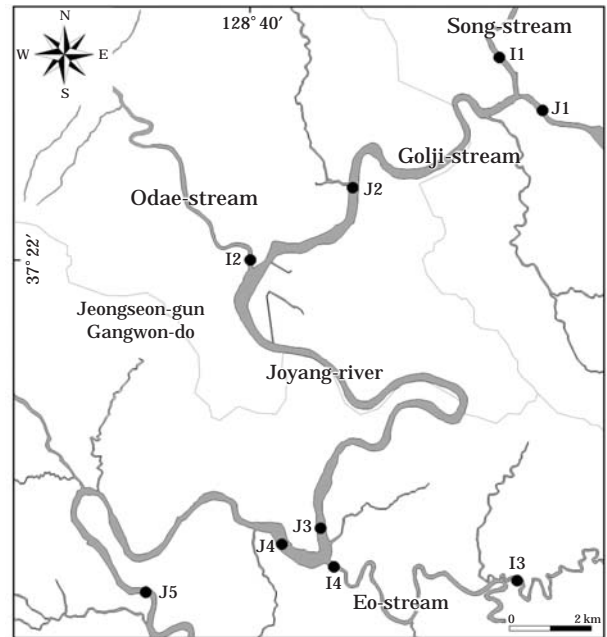 128° 40′
N
W E
S
Song-stream
I1
J1
Golji-stream
J2
Odae-stream
37° 22′
I2
Jeongseon-gun
Gangwon-do
Joyang-river
J3
J4
I4
I3
J5
Eo-stream
0 2 km